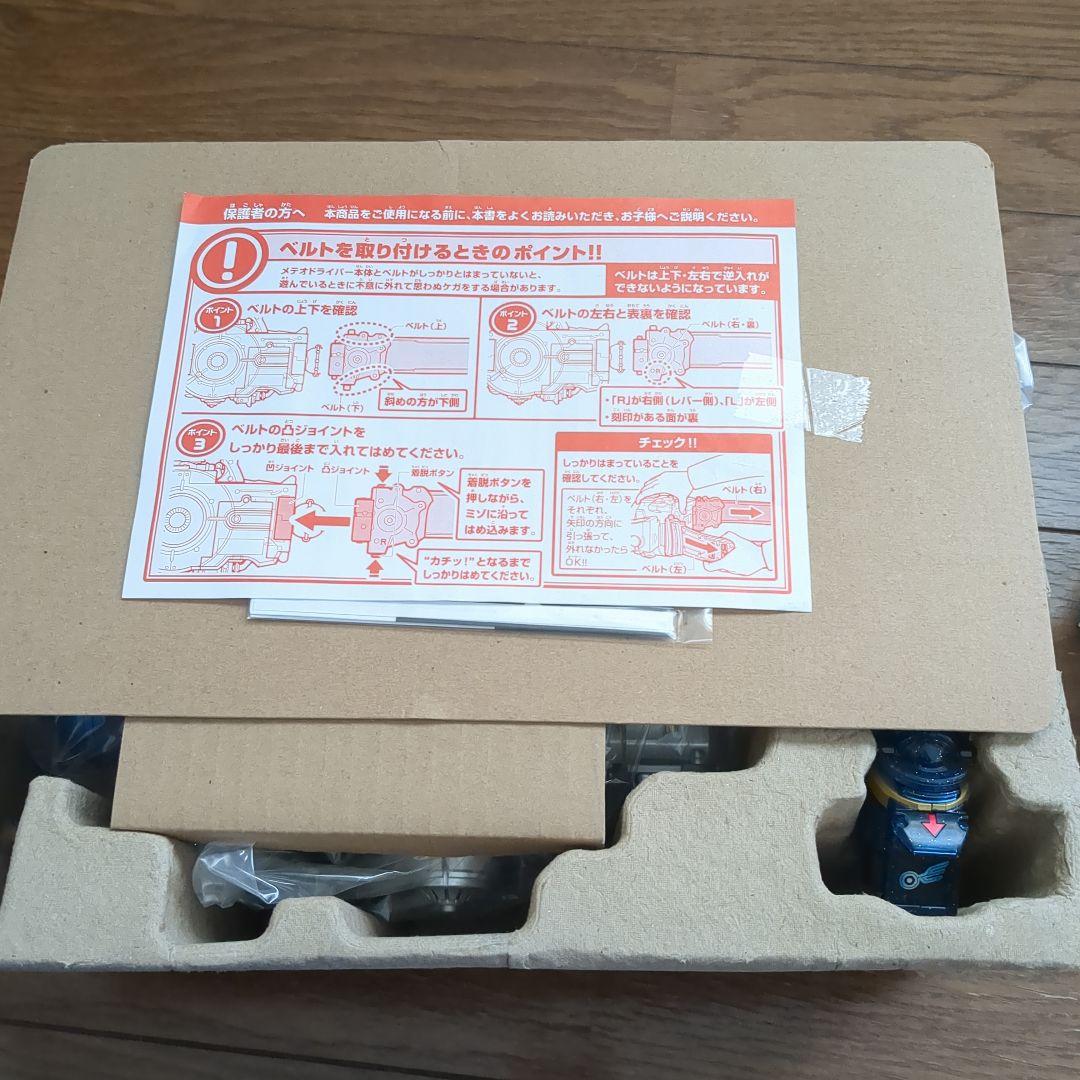 保護者の方へ　本商品をご使用になる前に、本書をよくお読みいただき、お子様へご説明ください。
ベルトを取り付けるときのポイント!!
メテオドライバー本体とベルトがしっかりとはまっていないと、
遊んでいるときに不意に外れて思わぬケガをする場合があります。
ベルトは上下・左右で逆入れが
できないようになっています。
ポイント
1
ベルトの上下を確認
ベルト(上)
ベルト(下)
斜めの方が下側
ポイント
2
ベルトの左右と表裏を確認
ベルト(右・裏)
R
・「R」が右側(レバー側)、「L」が左側
・刻印がある面が裏
ポイント
3
ベルトの凸ジョイントを
しっかり最後まで入れてはめてください。
凹ジョイント
凸ジョイント
着脱ボタン
R
着脱ボタンを
押しながら、
ミゾに沿って
はめ込みます。
“カチッ!”となるまで
しっかりはめてください。
チェック!!
しっかりはまっていることを
確認してください。
ベルト(右・左)を
それぞれ、
矢印の方向に
引っ張って、
外れなかったら
OK!!
ベルト(右)
ベルト(左)